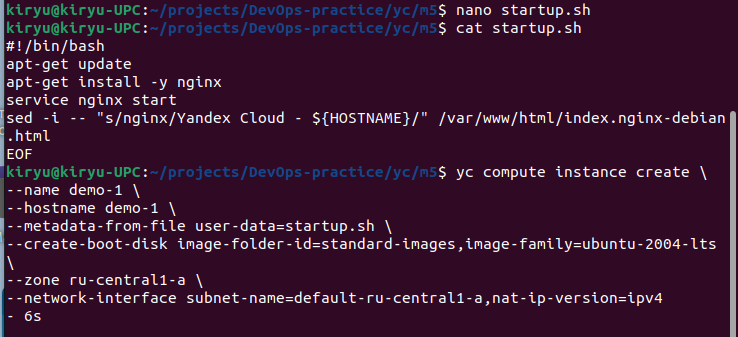 kiryu@kiryu-UPC:~/projects/DevOps-practice/yc/m5$ nano startup.sh
kiryu@kiryu-UPC:~/projects/DevOps-practice/yc/m5$ cat startup.sh
#!/bin/bash
apt-get update
apt-get install -y nginx
service nginx start
sed -i -- "s/nginx/Yandex Cloud - ${HOSTNAME}/" /var/www/html/index.nginx-debian
.html
EOF
kiryu@kiryu-UPC:~/projects/DevOps-practice/yc/m5$ yc compute instance create \
--name demo-1 \
--hostname demo-1 \
--metadata-from-file user-data=startup.sh \
--create-boot-disk image-folder-id=standard-images,image-family=ubuntu-2004-lts
\
--zone ru-central1-a \
--network-interface subnet-name=default-ru-central1-a,nat-ip-version=ipv4
- 6s